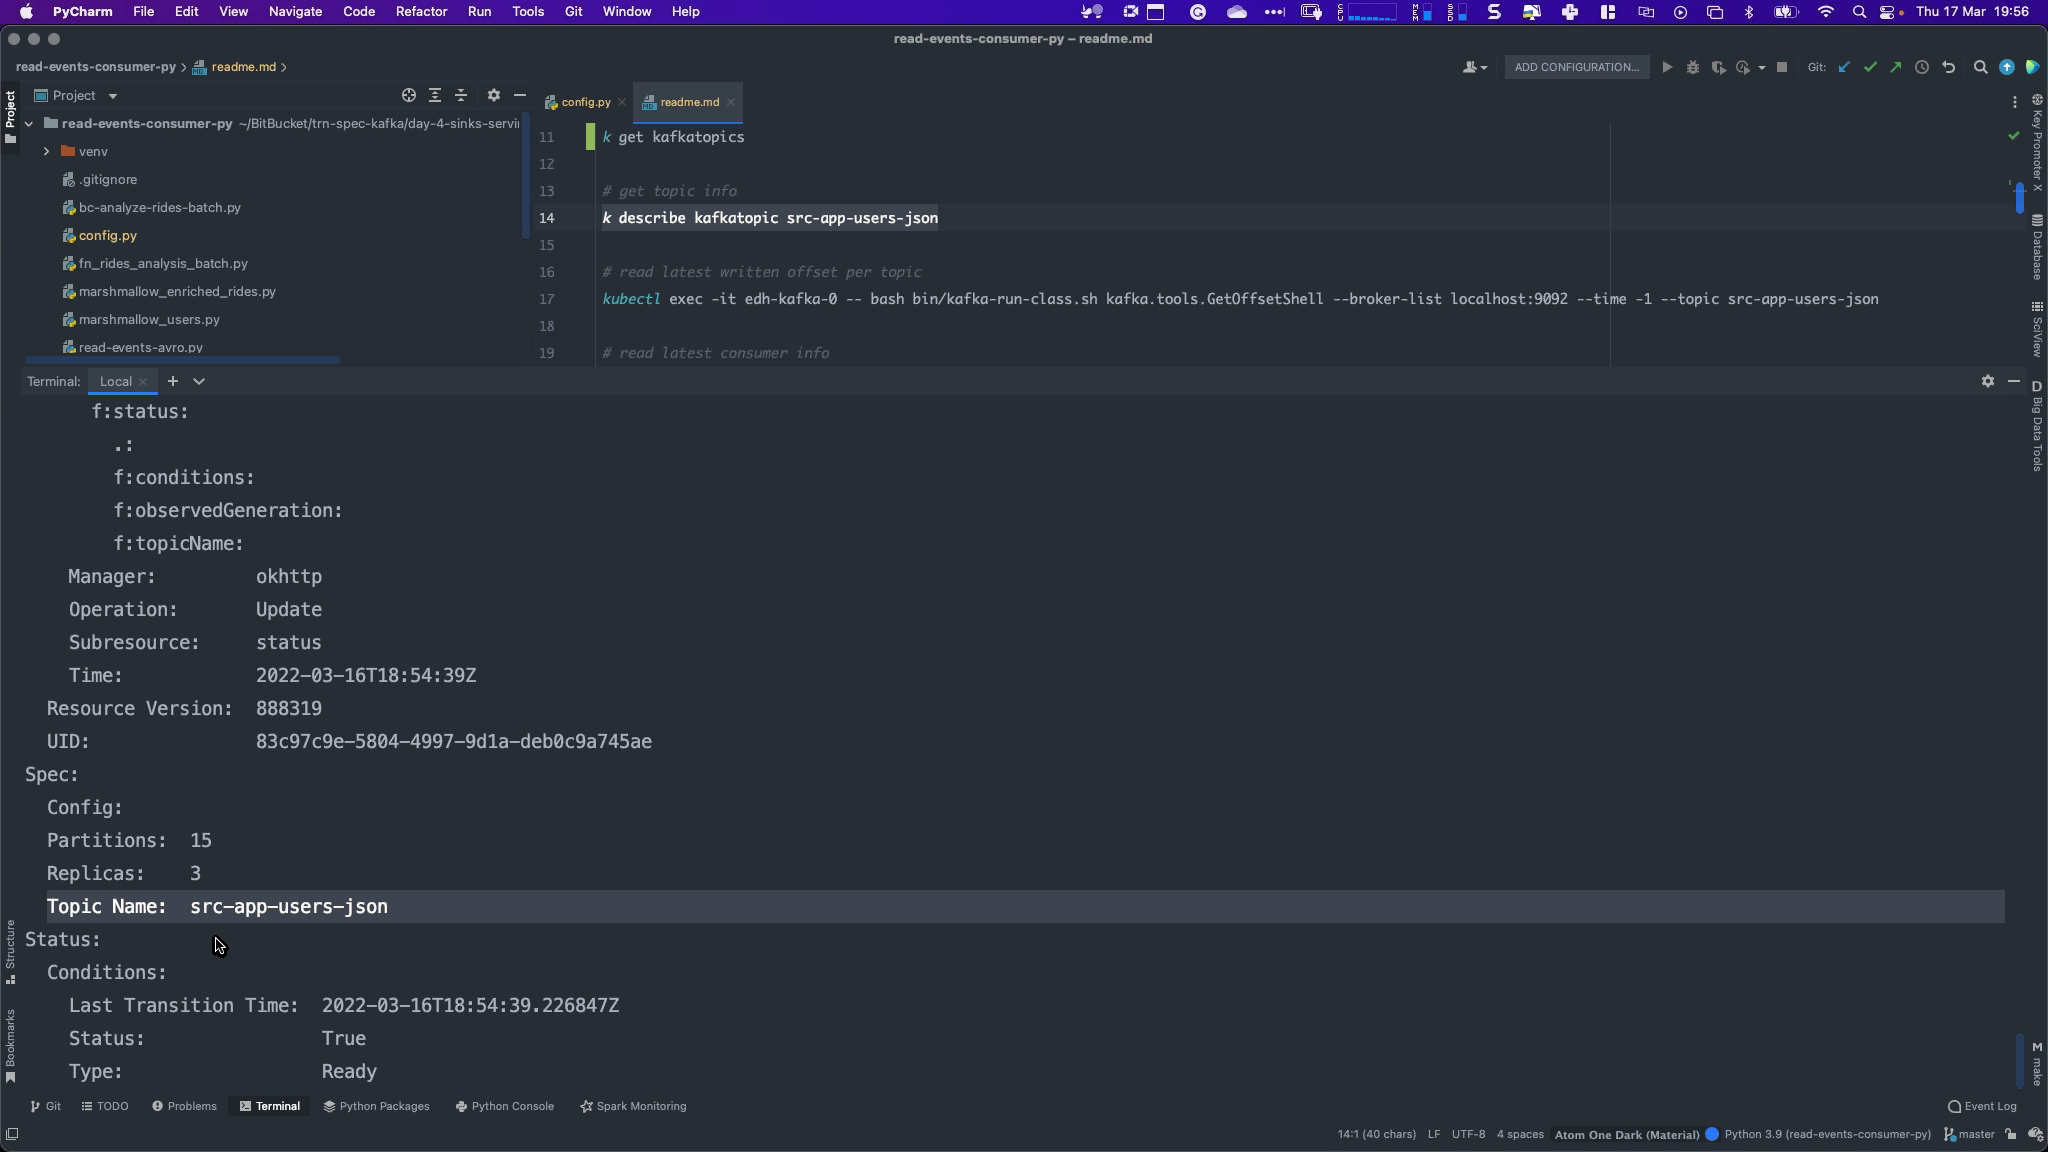 PyCharm File Edit View Navigate Code Refactor Run Tools Git Window Help Thu 17 Mar 19:56
read-events-consumer-py – readme.md
read-events-consumer-py readme.md ADD CONFIGURATION... Git:
Project
config.py readme.md
read-events-consumer-py ~/BitBucket/trn-spec-kafka/day-4-sinks-servi
venv
.gitignore
bc-analyze-rides-batch.py
config.py
fn_rides_analysis_batch.py
marshmallow_enriched_rides.py
marshmallow_users.py
read-events-avro.py
11 k get kafkatopics
12
13 # get topic info
14 k describe kafkatopic src-app-users-json
15
16 # read latest written offset per topic
17 kubectl exec -it edh-kafka-0 -- bash bin/kafka-run-class.sh kafka.tools.GetOffsetShell --broker-list localhost:9092 --time -1 --topic src-app-users-json
18
19 # read latest consumer info
Terminal: Local
f:status:
.:
f:conditions:
f:observedGeneration:
f:topicName:
Manager: okhttp
Operation: Update
Subresource: status
Time: 2022-03-16T18:54:39Z
Resource Version: 888319
UID: 83c97c9e-5804-4997-9d1a-deb0c9a745ae
Spec:
Config:
Partitions: 15
Replicas: 3
Topic Name: src-app-users-json
Status:
Conditions:
Last Transition Time: 2022-03-16T18:54:39.226847Z
Status: True
Type: Ready
Project
Structure
Bookmarks
Key Promoter X
Database
SciView
Big Data Tools
make
Git TODO Problems Terminal Python Packages Python Console Spark Monitoring Event Log
14:1 (40 chars) LF UTF-8 4 spaces Atom One Dark (Material) Python 3.9 (read-events-consumer-py) master